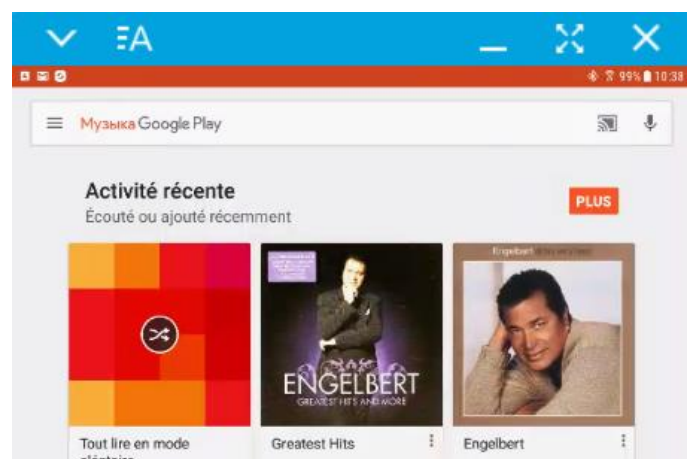 ΞA
99% 10:38
Музыка Google Play
Activité récente
PLUS
Écouté ou ajouté récemment
ENGELBERT
GREATEST HITS AND MORE
Engelbert
Tout lire en mode
Greatest Hits
Engelbert